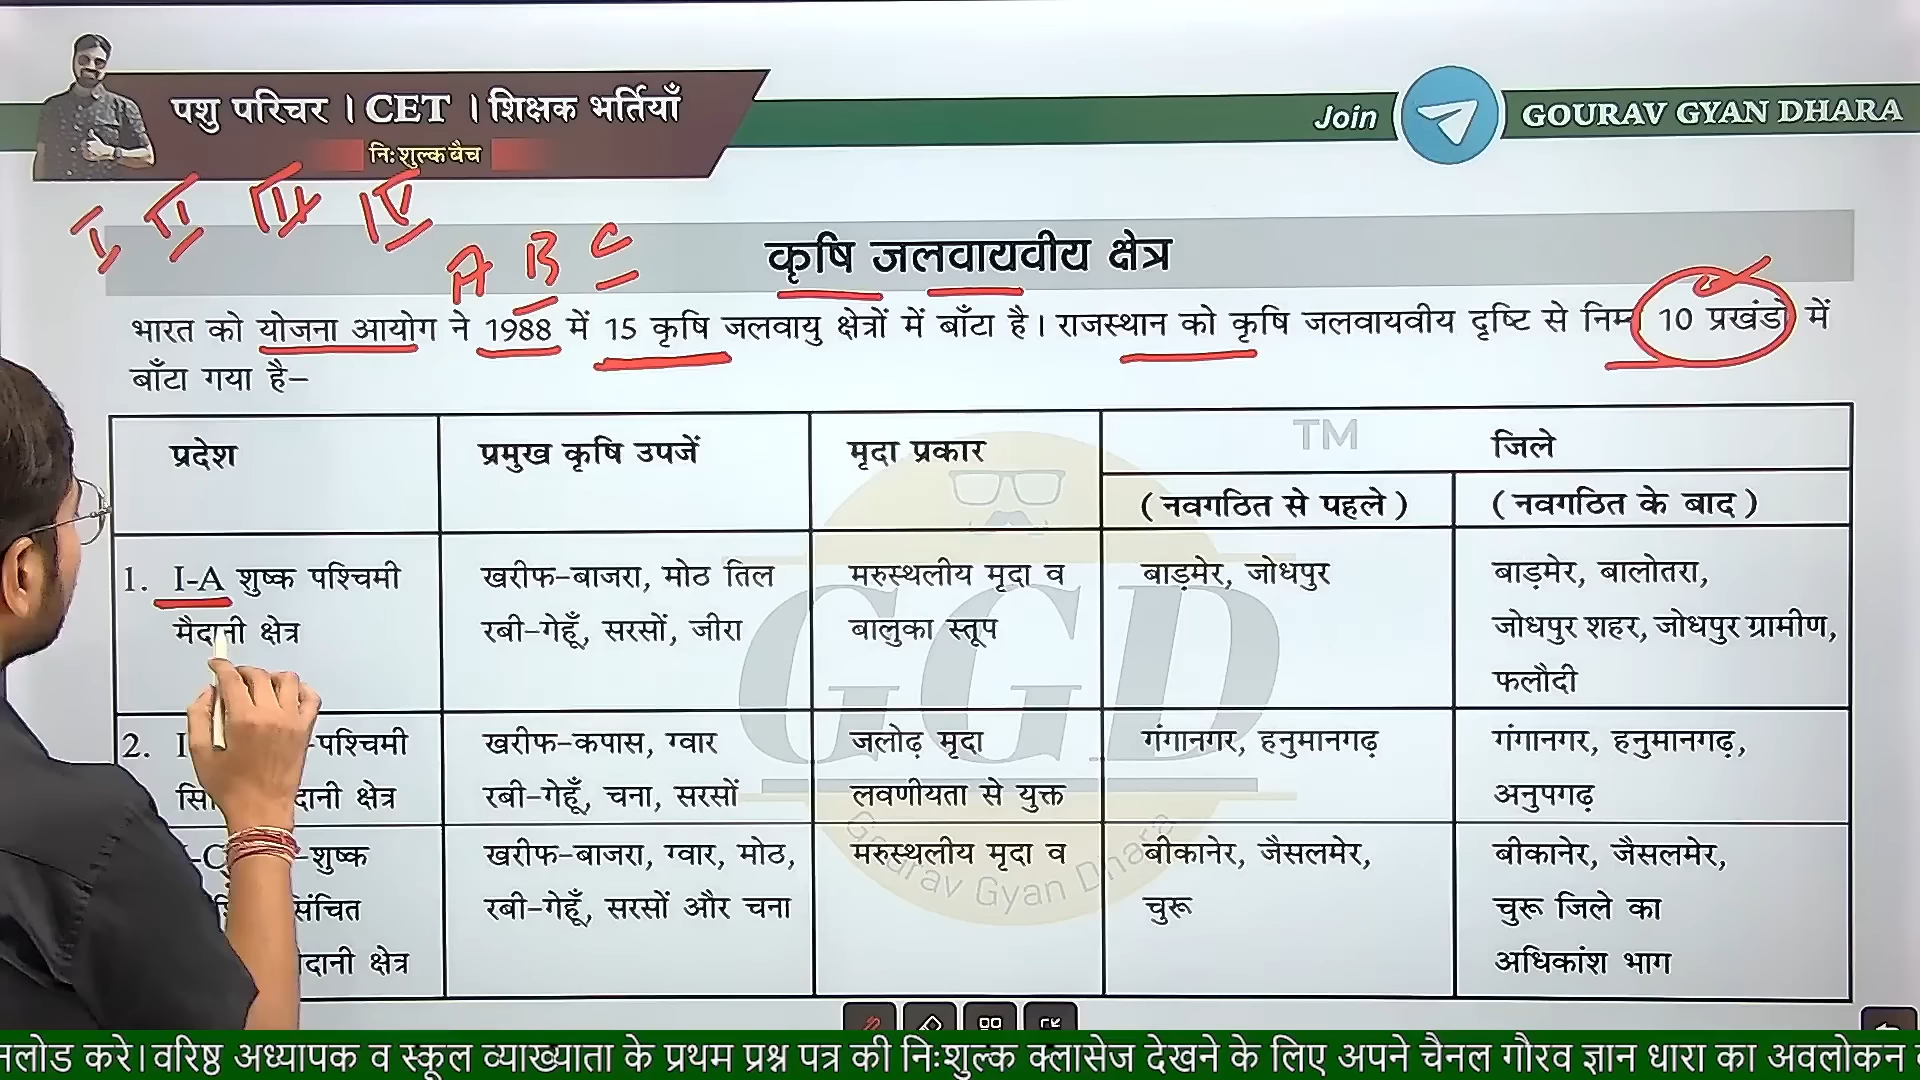 पशु परिचर । CET । शिक्षक भर्तियाँ
निःशुल्क बैच
Join GOURAV GYAN DHARA
I II III IV
A B C
कृषि जलवायवीय क्षेत्र
भारत को योजना आयोग ने 1988 में 15 कृषि जलवायु क्षेत्रों में बाँटा है। राजस्थान को कृषि जलवायवीय दृष्टि से निम्न 10 प्रखंडों में
बाँटा गया है–
प्रदेश प्रमुख कृषि उपजें मृदा प्रकार TM जिले
(नवगठित से पहले) (नवगठित के बाद)
1. I-A शुष्क पश्चिमी खरीफ-बाजरा, मोठ तिल मरुस्थलीय मृदा व बाड़मेर, जोधपुर बाड़मेर, बालोतरा,
मैदानी क्षेत्र रबी-गेहूँ, सरसों, जीरा बालुका स्तूप जोधपुर शहर, जोधपुर ग्रामीण,
फलौदी
GGD
2. -पश्चिमी खरीफ-कपास, ग्वार जलोढ़ मृदा गंगानगर, हनुमानगढ़ गंगानगर, हनुमानगढ़,
क्षेत्र रबी-गेहूँ, चना, सरसों लवणीयता से युक्त अनुपगढ़
-शुष्क खरीफ-बाजरा, ग्वार, मोठ, मरुस्थलीय मृदा व बीकानेर, जैसलमेर, बीकानेर, जैसलमेर,
रबी-गेहूँ, सरसों और चना चुरू चुरू जिले का
क्षेत्र अधिकांश भाग
Gourav Gyan Dhara
नलोड करे। वरिष्ठ अध्यापक व स्कूल व्याख्याता के प्रथम प्रश्न पत्र की निःशुल्क क्लासेज देखने के लिए अपने चैनल गौरव ज्ञान धारा का अवलोकन